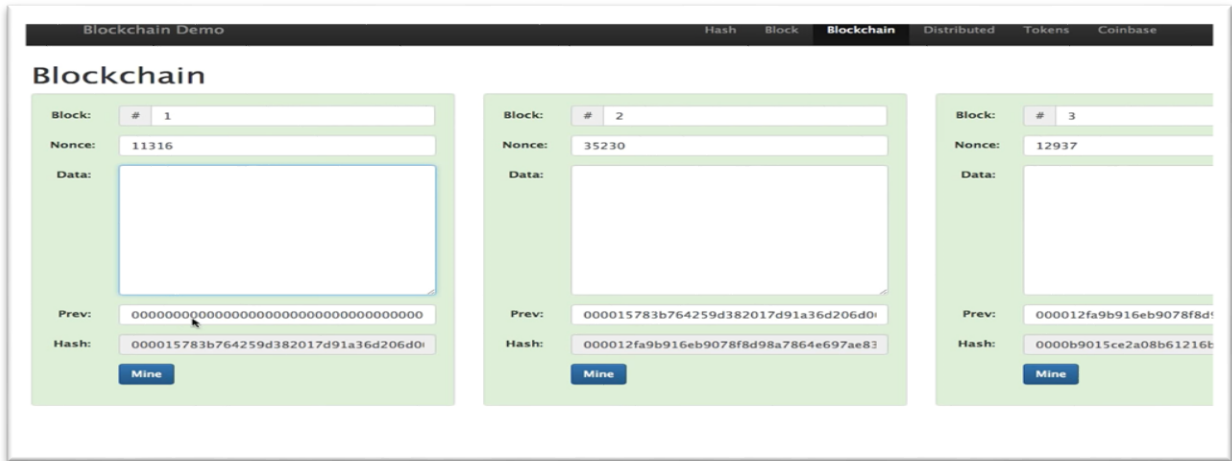 Blockchain Demo Hash Block Blockchain Distributed Tokens Coinbase
Blockchain
Block: # 1
Nonce: 11316
Data:
Prev: 0000000000000000000000000000000000
Hash: 000015783b764259d382017d91a36d206d0
Mine
Block: # 2
Nonce: 35230
Data:
Prev: 000015783b764259d382017d91a36d206d0
Hash: 000012fa9b916eb9078f8d98a7864e697ae83
Mine
Block: # 3
Nonce: 12937
Data:
Prev: 000012fa9b916eb9078f8d9
Hash: 0000b9015ce2a08b61216b
Mine